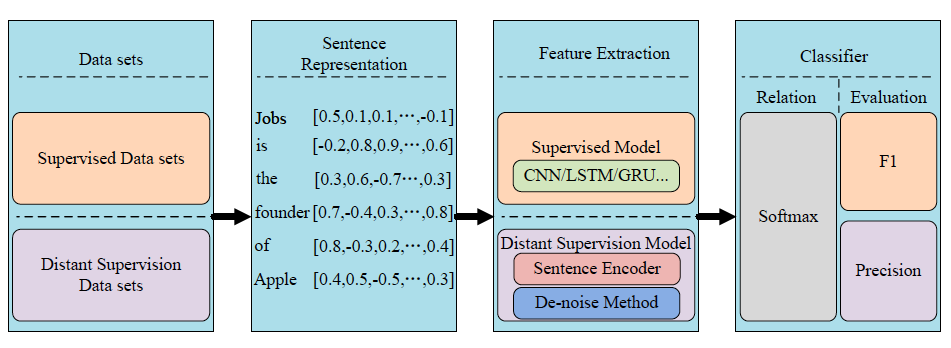 Data sets
Supervised Data sets
Distant Supervision
Data sets
Sentence
Representation
Jobs [0.5,0.1,0.1,⋯,-0.1]
is [-0.2,0.8,0.9,⋯,0.6]
the [0.3,0.6,-0.7⋯,0.3]
founder [0.7,-0.4,0.3,⋯,0.8]
of [0.8,-0.3,0.2,⋯,0.4]
Apple [0.4,0.5,-0.5,⋯,0.3]
Feature Extraction
Supervised Model
CNN/LSTM/GRU...
Distant Supervision Model
Sentence Encoder
De-noise Method
Classifier
Relation Evaluation
Softmax
F1
Precision